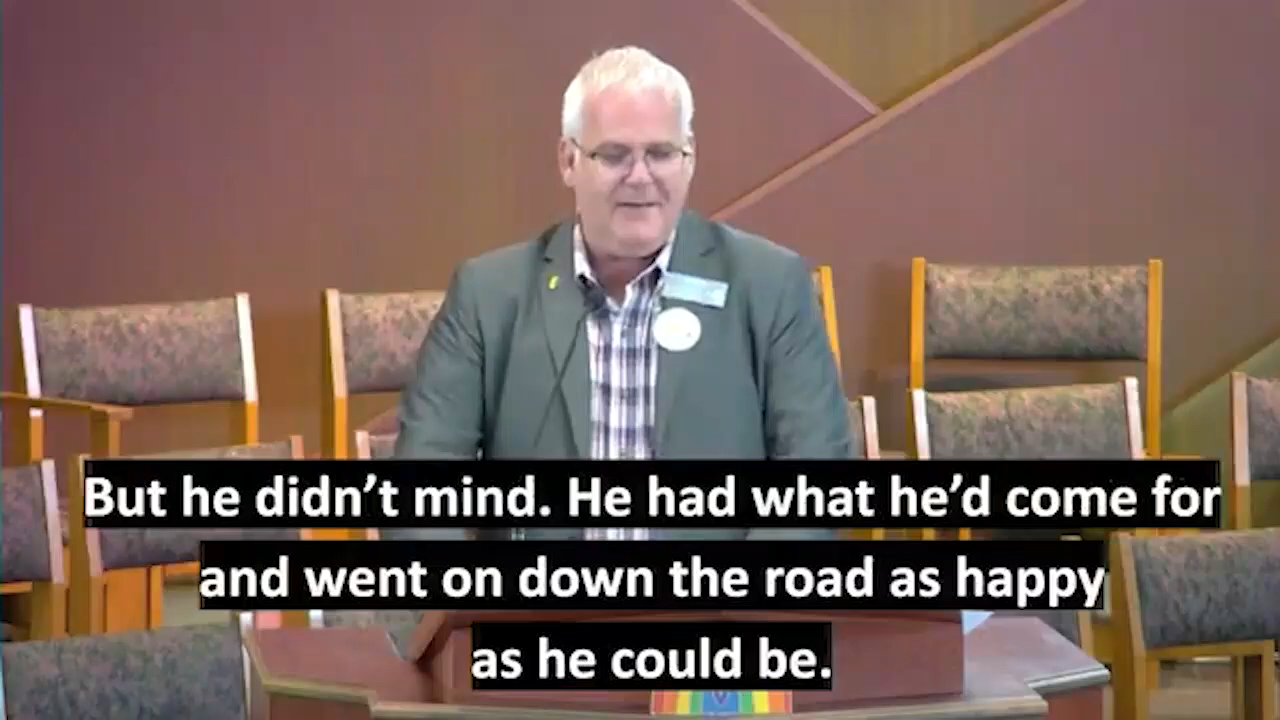 But he didn’t mind. He had what he’d come for
and went on down the road as happy
as he could be.